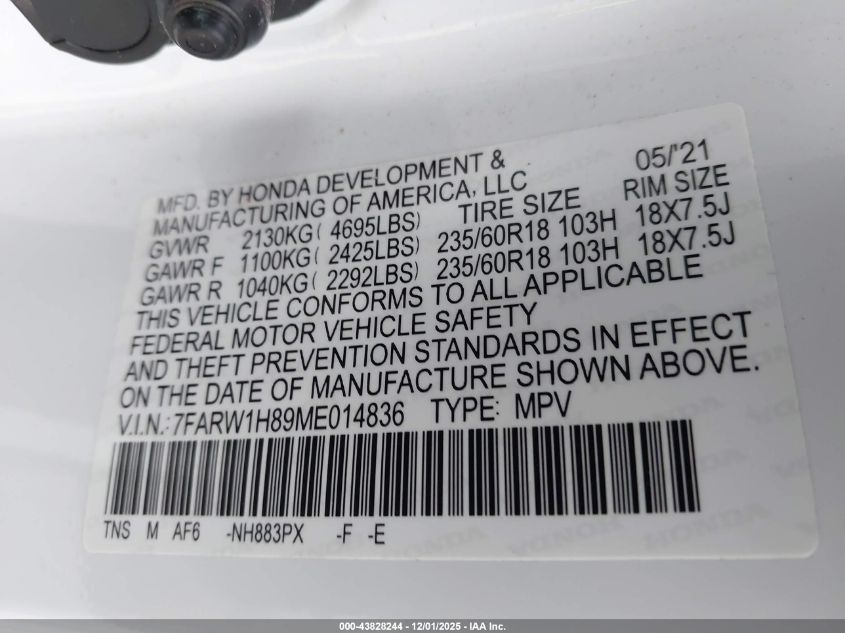 MFD. BY HONDA DEVELOPMENT & 05/'21
MANUFACTURING OF AMERICA, LLC
TIRE SIZE RIM SIZE
GVWR 2130KG( 4695LBS)
GAWR F 1100KG( 2425LBS) 235/60R18 103H 18X7.5J
GAWR R 1040KG( 2292LBS) 235/60R18 103H 18X7.5J
THIS VEHICLE CONFORMS TO ALL APPLICABLE
FEDERAL MOTOR VEHICLE SAFETY
AND THEFT PREVENTION STANDARDS IN EFFECT
ON THE DATE OF MANUFACTURE SHOWN ABOVE.
V.I.N.:7FARW1H89ME014836 TYPE: MPV
TNS M AF6 -NH883PX -F -E
HONDA HONDA HONDA
000-43828244 - 12/01/2025 - IAA Inc.